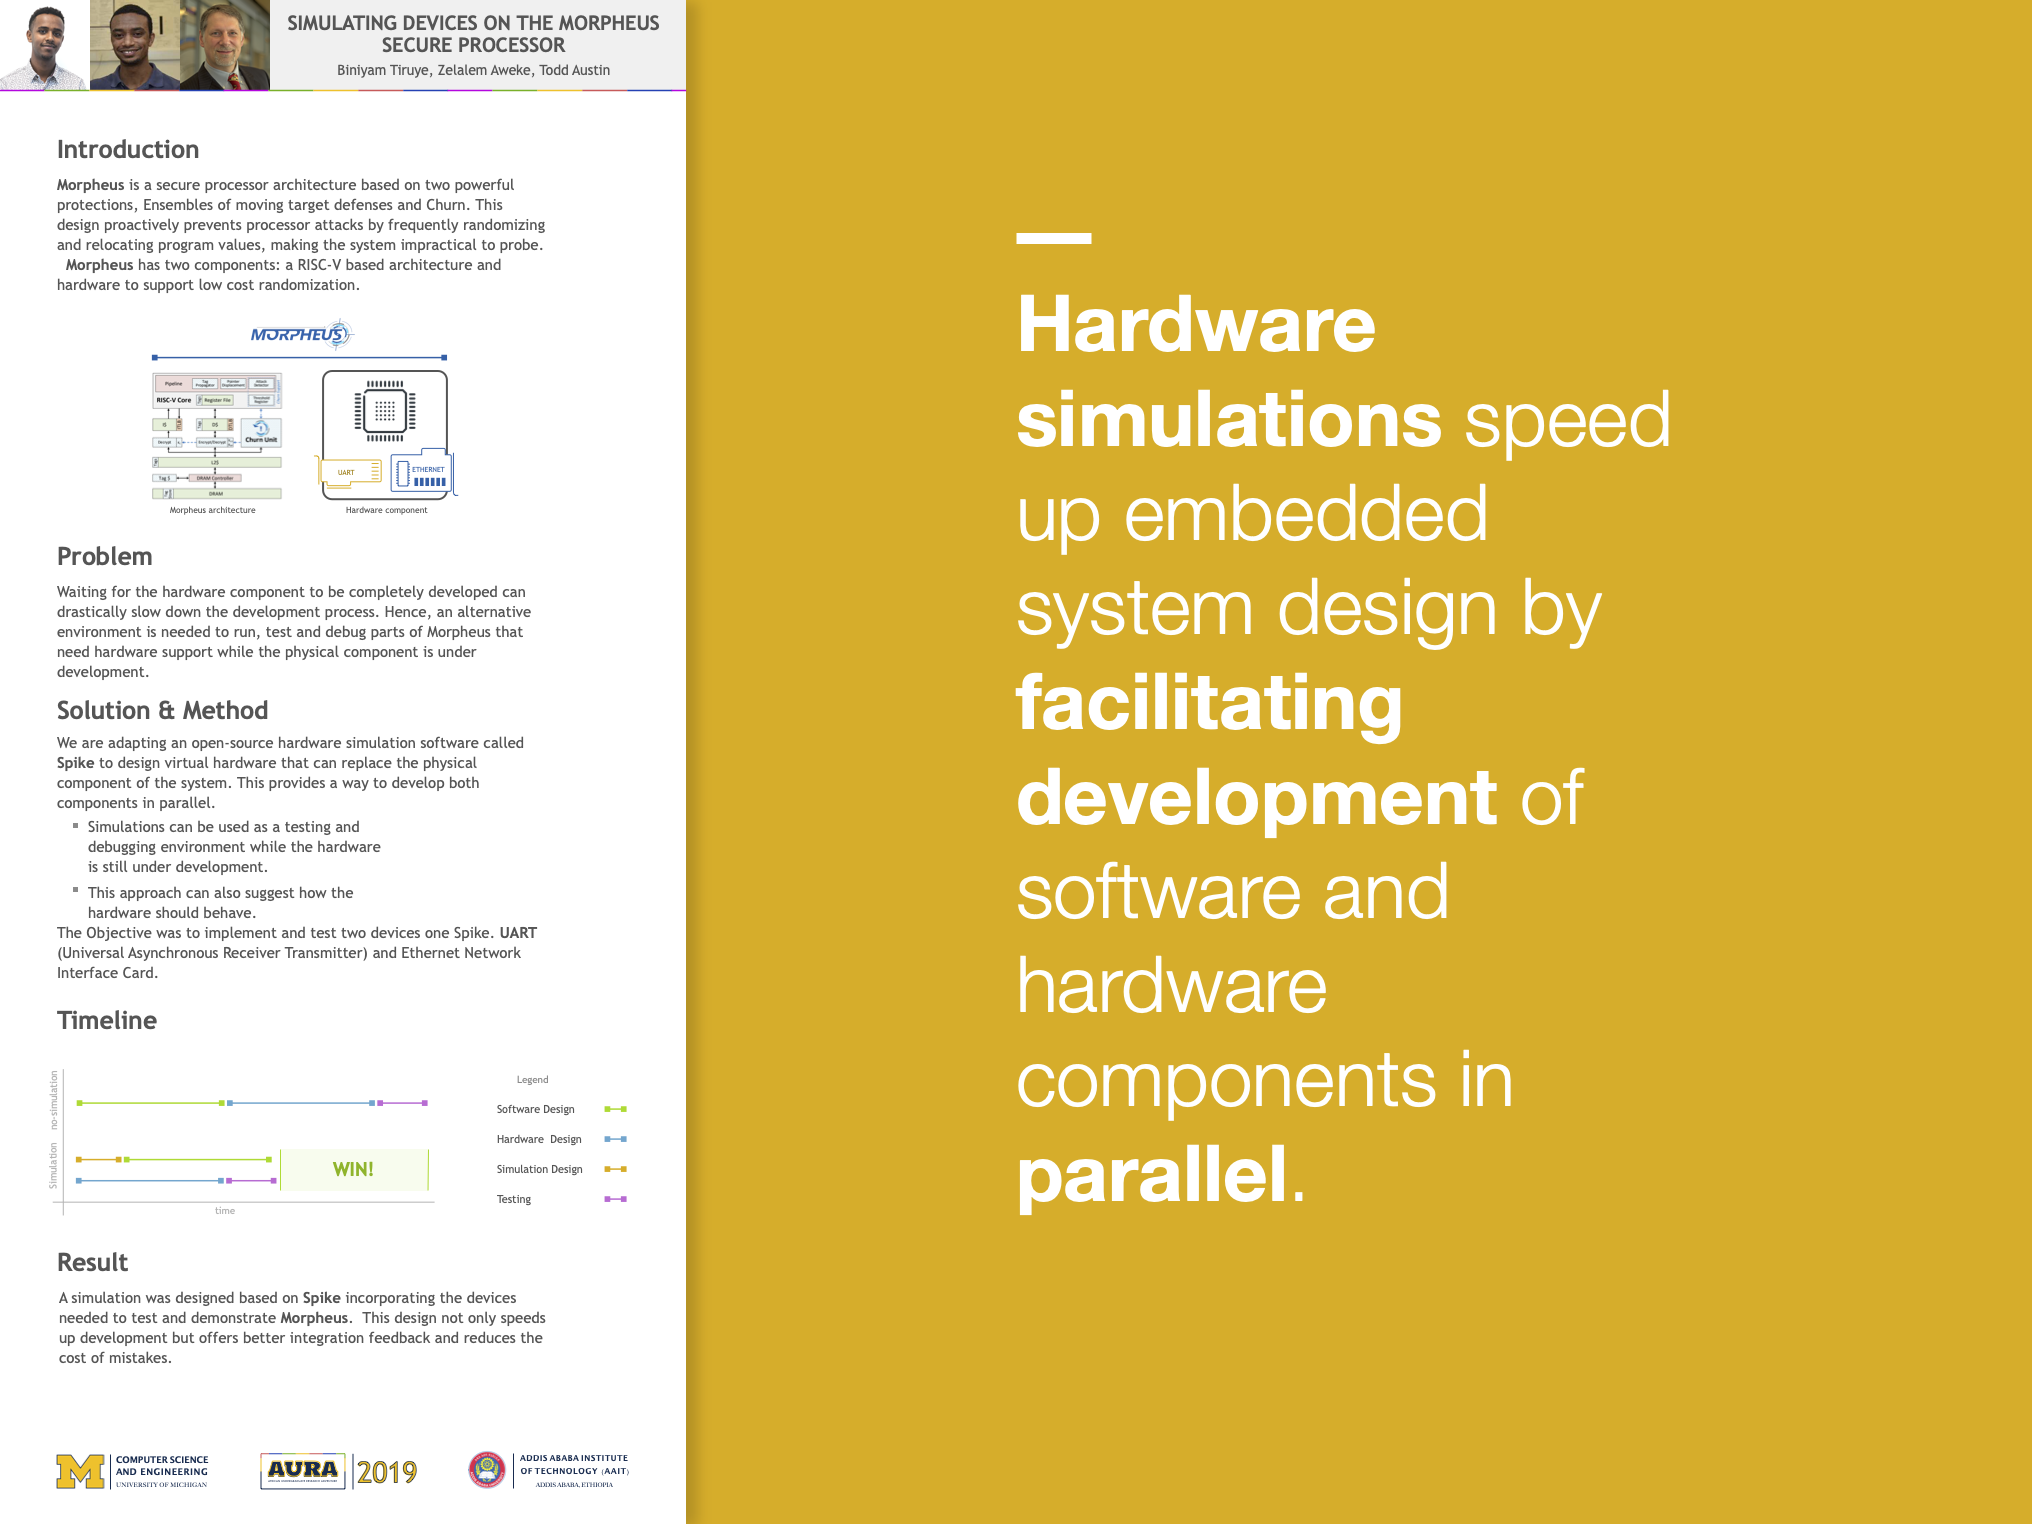 SIMULATING DEVICES ON THE MORPHEUS
SECURE PROCESSOR
Biniyam Tiruye, Zelalem Aweke, Todd Austin
Introduction
Morpheus is a secure processor architecture based on two powerful
protections, Ensembles of moving target defenses and Churn. This
design proactively prevents processor attacks by frequently randomizing
and relocating program values, making the system impractical to probe.
Morpheus has two components: a RISC-V based architecture and
hardware to support low cost randomization.
MORPHEUS
Pipeline
Tag
Propagator
Pointer
Displacement
Attack
Detector
RISC-V Core
Register File
Threshold
Register
IS
DS
Decrypt
Encrypt/Decrypt
Churn Unit
L2S
Tag $
DRAM Controller
DRAM
UART
ETHERNET
Morpheus architecture
Hardware component
Problem
Waiting for the hardware component to be completely developed can
drastically slow down the development process. Hence, an alternative
environment is needed to run, test and debug parts of Morpheus that
need hardware support while the physical component is under
development.
Solution & Method
We are adapting an open-source hardware simulation software called
Spike to design virtual hardware that can replace the physical
component of the system. This provides a way to develop both
components in parallel.
▪ Simulations can be used as a testing and
debugging environment while the hardware
is still under development.
▪ This approach can also suggest how the
hardware should behave.
The Objective was to implement and test two devices one Spike. UART
(Universal Asynchronous Receiver Transmitter) and Ethernet Network
Interface Card.
Timeline
no-simulation
Simulation
WIN!
time
Legend
Software Design
Hardware Design
Simulation Design
Testing
Result
A simulation was designed based on Spike incorporating the devices
needed to test and demonstrate Morpheus. This design not only speeds
up development but offers better integration feedback and reduces the
cost of mistakes.
M
COMPUTER SCIENCE
AND ENGINEERING
UNIVERSITY OF MICHIGAN
AURA
2019
ADDIS ABABA INSTITUTE
OF TECHNOLOGY (AAIT)
ADDIS ABABA, ETHIOPIA
Hardware
simulations speed
up embedded
system design by
facilitating
development of
software and
hardware
components in
parallel.